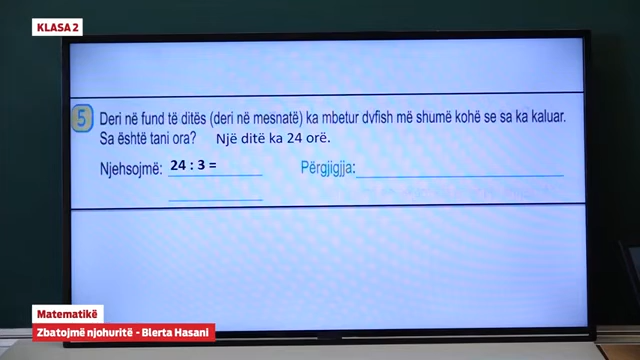 KLASA 2
5 Deri në fund të ditës (deri në mesnatë) ka mbetur dyfish më shumë kohë se sa ka kaluar.
Sa është tani ora? Një ditë ka 24 orë.
Njehsojmë: 24 : 3 = Përgjigjja:
Matematikë
Zbatojmë njohuritë - Blerta Hasani